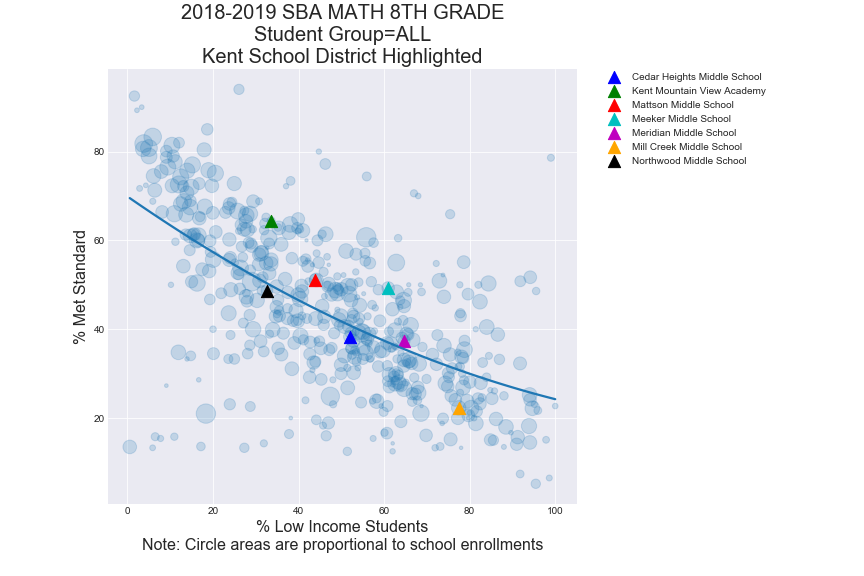 2018-2019 SBA MATH 8TH GRADE
Student Group=ALL
Kent School District Highlighted
Cedar Heights Middle School
Kent Mountain View Academy
Mattson Middle School
Meeker Middle School
Meridian Middle School
Mill Creek Middle School
Northwood Middle School
% Met Standard
80
60
40
20
0
20
40
60
80
100
% Low Income Students
Note: Circle areas are proportional to school enrollments